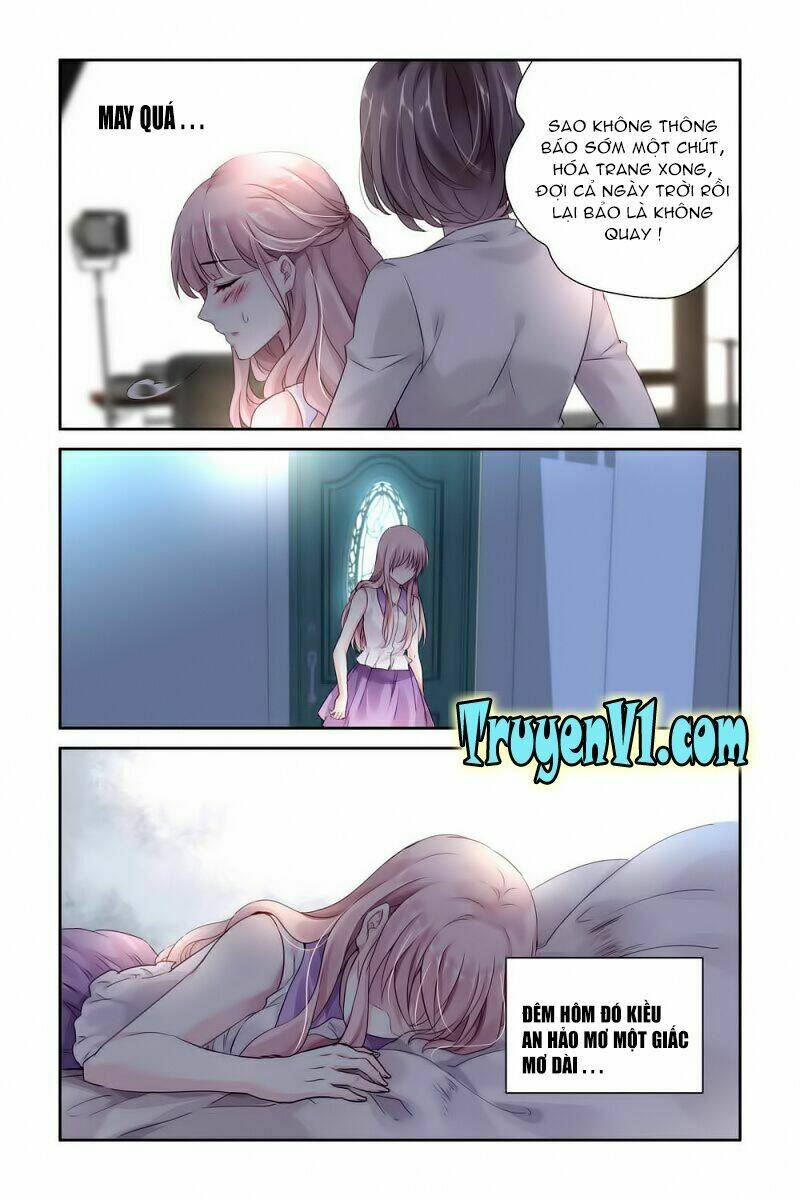 MAY QUÁ . . .
SAO KHÔNG THÔNG
BÁO SỚM MỘT CHÚT,
HÓA TRANG XONG,
ĐỢI CẢ NGÀY TRỜI RỒI
LẠI BẢO LÀ KHÔNG
QUAY !
TruyenV1.com
ĐÊM HÔM ĐÓ KIỀU
AN HẢO MƠ MỘT GIẤC
MƠ DÀI . . .